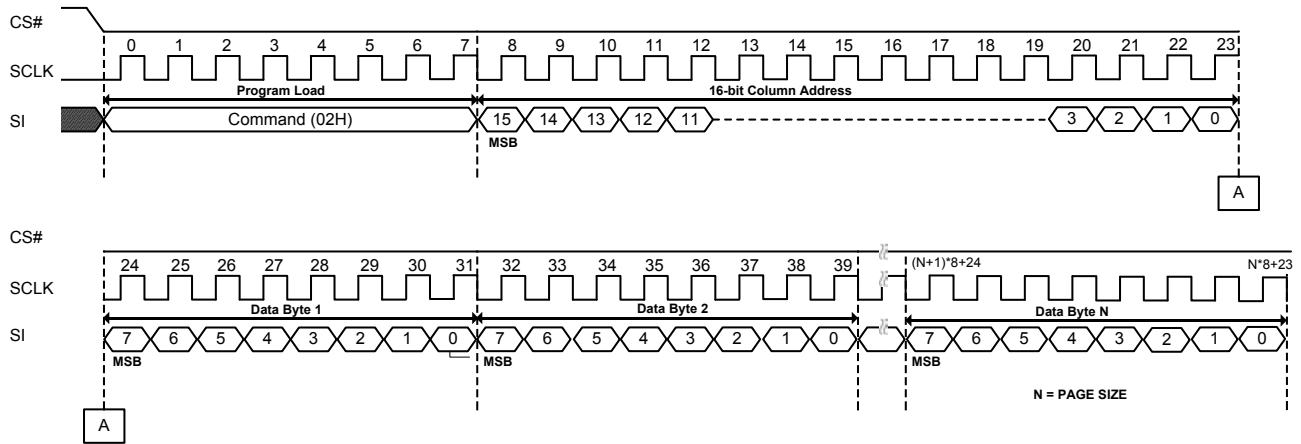 CS#
0 1 2 3 4 5 6 7 8 9 10 11 12 13 14 15 16 17 18 19 20 21 22 23
SCLK
Program Load 16-bit Column Address
SI Command (02H) 15 14 13 12 11 3 2 1 0
MSB
A
CS#
24 25 26 27 28 29 30 31 32 33 34 35 36 37 38 39 (N+1)*8+24 N*8+23
SCLK
Data Byte 1 Data Byte 2 Data Byte N
SI 7 6 5 4 3 2 1 0 7 6 5 4 3 2 1 0 7 6 5 4 3 2 1 0
MSB MSB MSB
N = PAGE SIZE
A